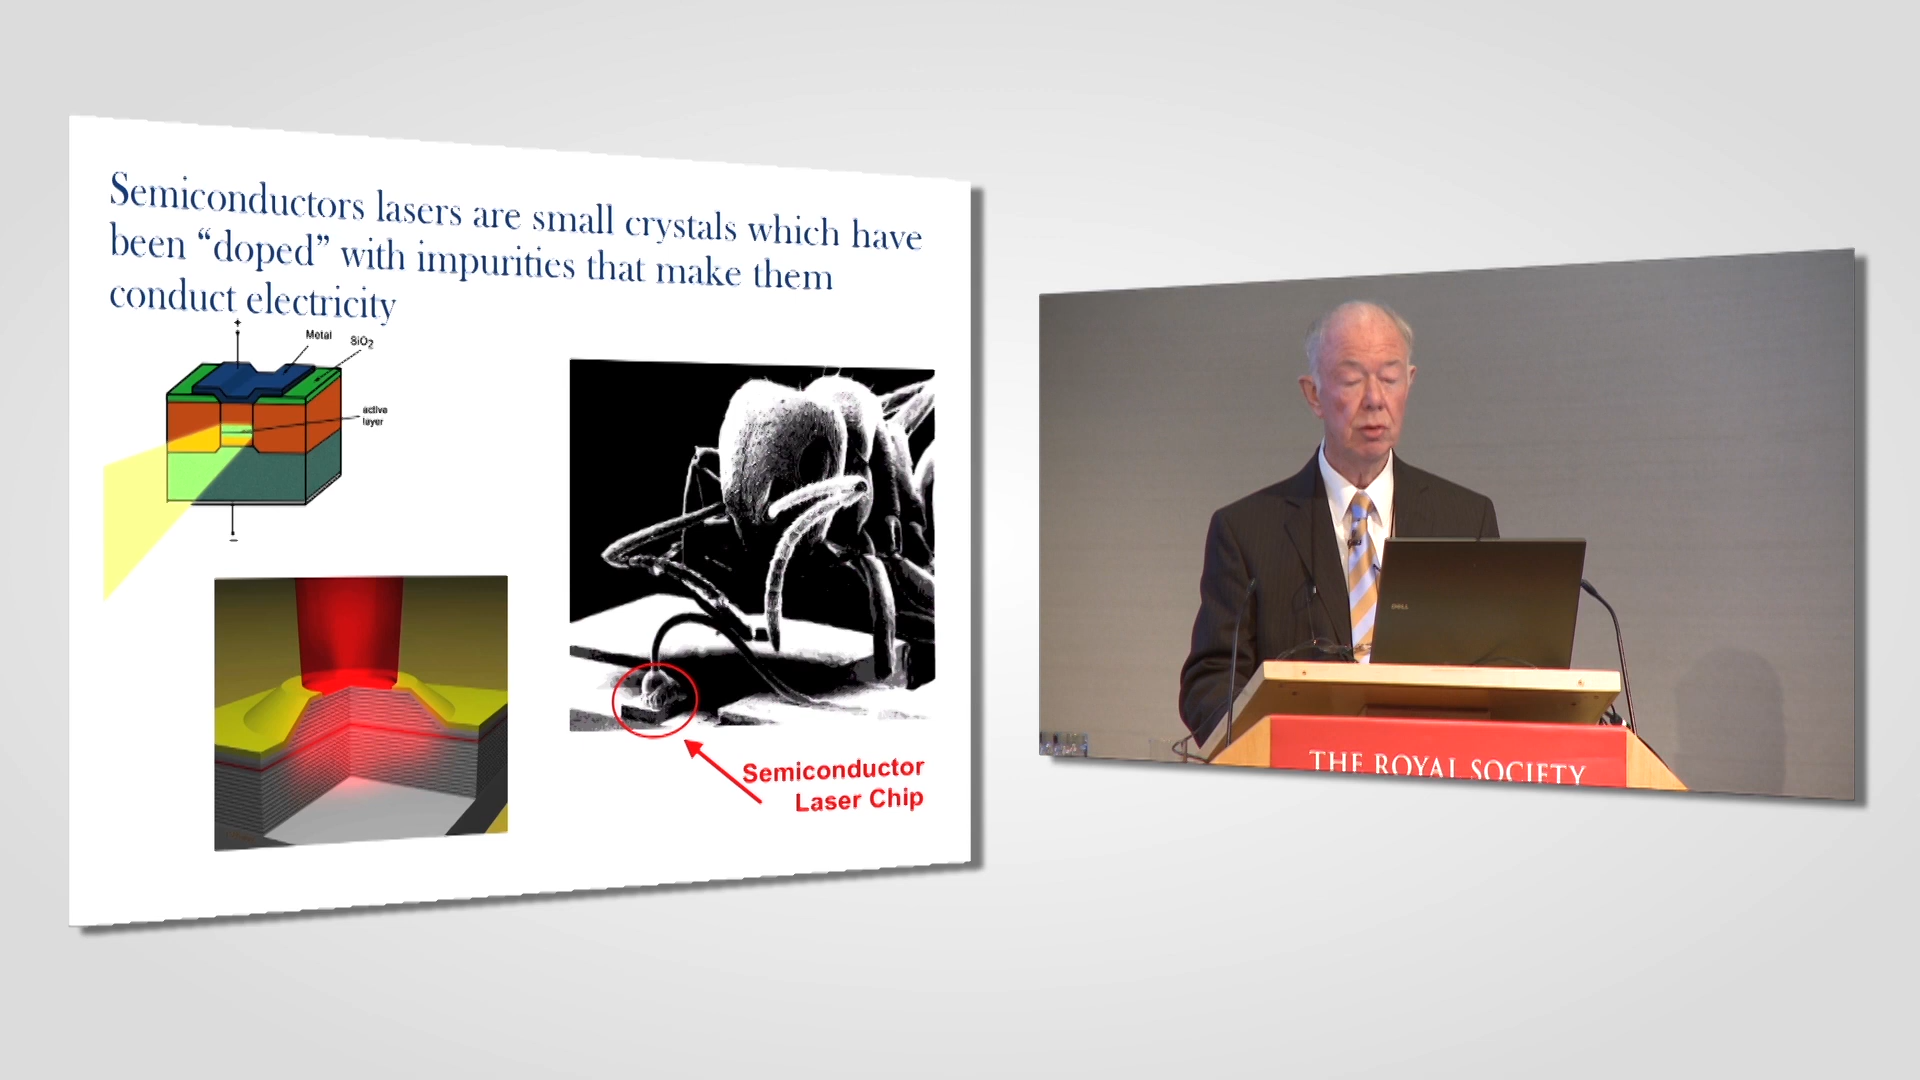 Semiconductors lasers are small crystals which have
been “doped” with impurities that make them
conduct electricity
+
Metal
SiO2
active
layer
-
Semiconductor
Laser Chip
DELL
THE ROYAL SOCIETY